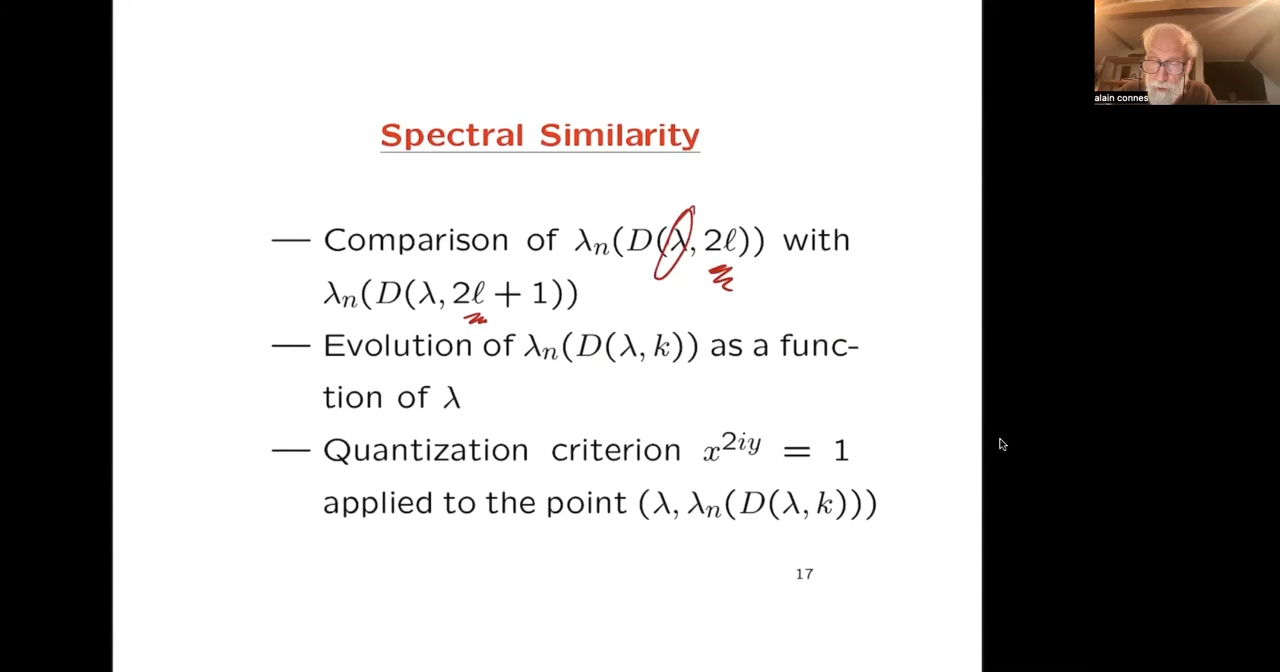 alain connes
Spectral Similarity
— Comparison of λₙ(D(λ, 2ℓ)) with
λₙ(D(λ, 2ℓ + 1))
— Evolution of λₙ(D(λ, k)) as a func-
tion of λ
— Quantization criterion x^{2iy} = 1
applied to the point (λ, λₙ(D(λ, k)))
17